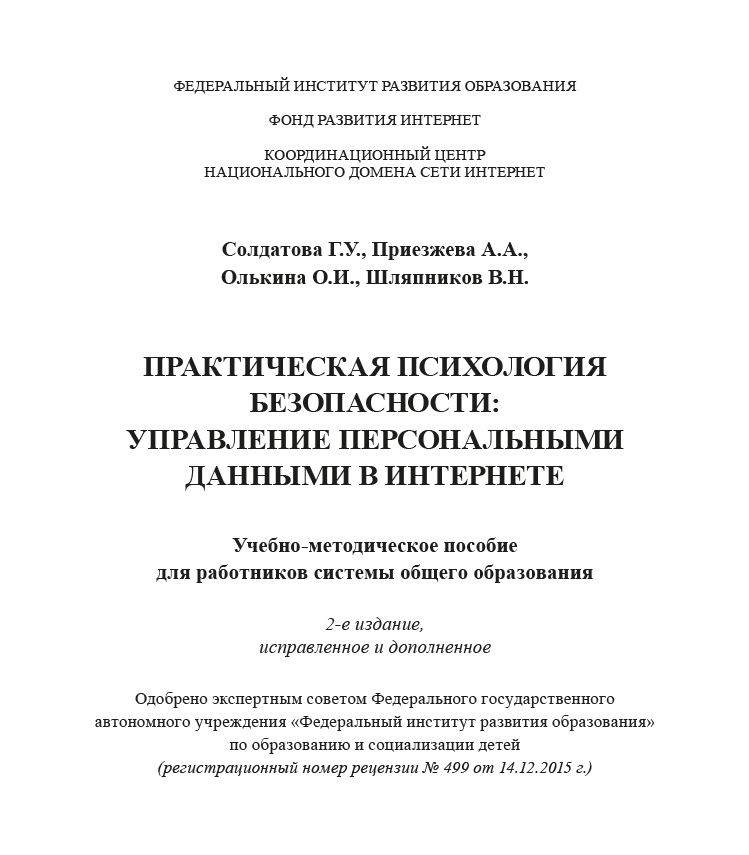 ФЕДЕРАЛЬНЫЙ ИНСТИТУТ РАЗВИТИЯ ОБРАЗОВАНИЯ
ФОНД РАЗВИТИЯ ИНТЕРНЕТ
КООРДИНАЦИОННЫЙ ЦЕНТР
НАЦИОНАЛЬНОГО ДОМЕНА СЕТИ ИНТЕРНЕТ
Солдатова Г.У., Приезжева А.А.,
Олькина О.И., Шляпников В.Н.
ПРАКТИЧЕСКАЯ ПСИХОЛОГИЯ
БЕЗОПАСНОСТИ:
УПРАВЛЕНИЕ ПЕРСОНАЛЬНЫМИ
ДАННЫМИ В ИНТЕРНЕТЕ
Учебно-методическое пособие
для работников системы общего образования
2-е издание,
исправленное и дополненное
Одобрено экспертным советом Федерального государственного
автономного учреждения «Федеральный институт развития образования»
по образованию и социализации детей
(регистрационный номер рецензии № 499 от 14.12.2015 г.)